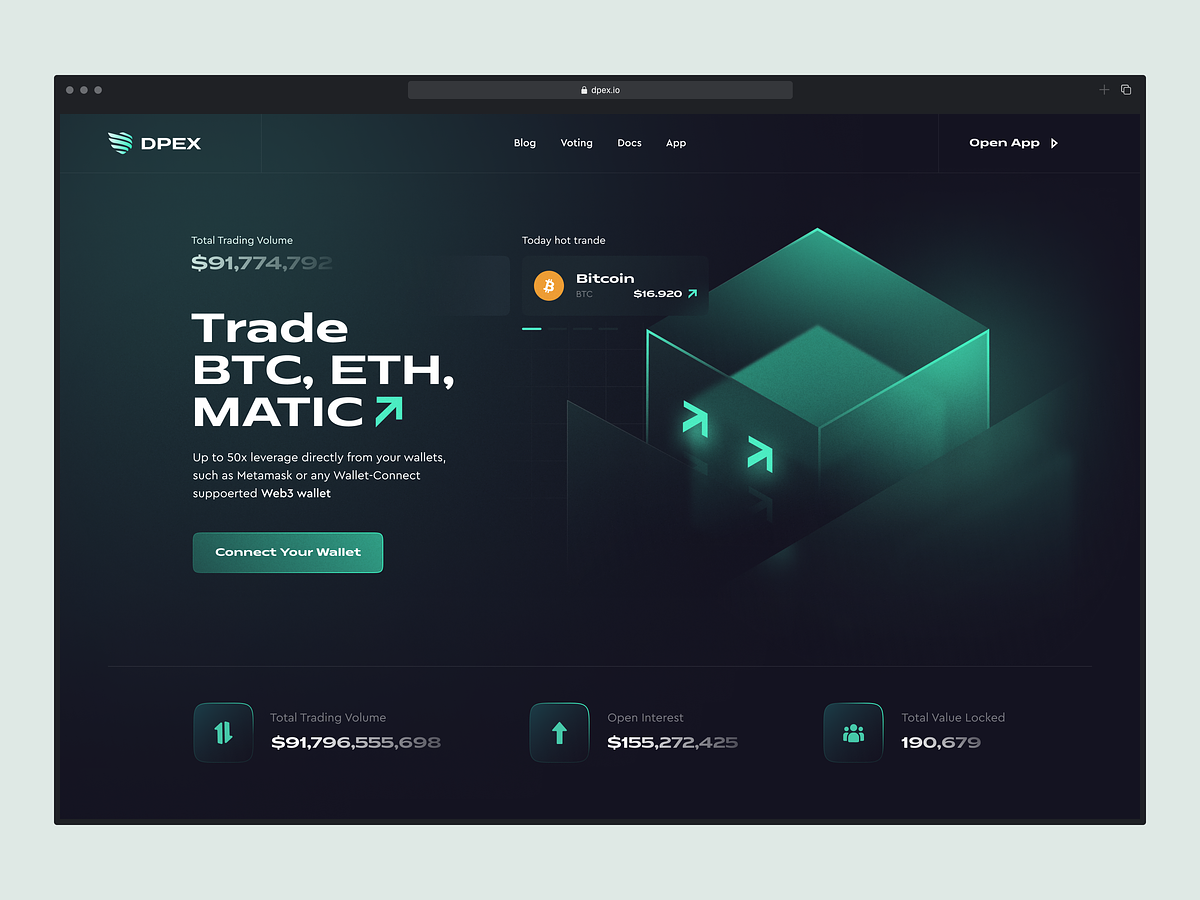 dpex.io
DPEX
Blog
Voting
Docs
App
Open App
Total Trading Volume
$91,774,792
Today hot trande
Bitcoin
BTC
$16.920
Trade
BTC, ETH,
MATIC
Up to 50x leverage directly from your wallets,
such as Metamask or any Wallet-Connect
suppoerted Web3 wallet
Connect Your Wallet
Total Trading Volume
$91,796,555,698
Open Interest
$155,272,425
Total Value Locked
190,679